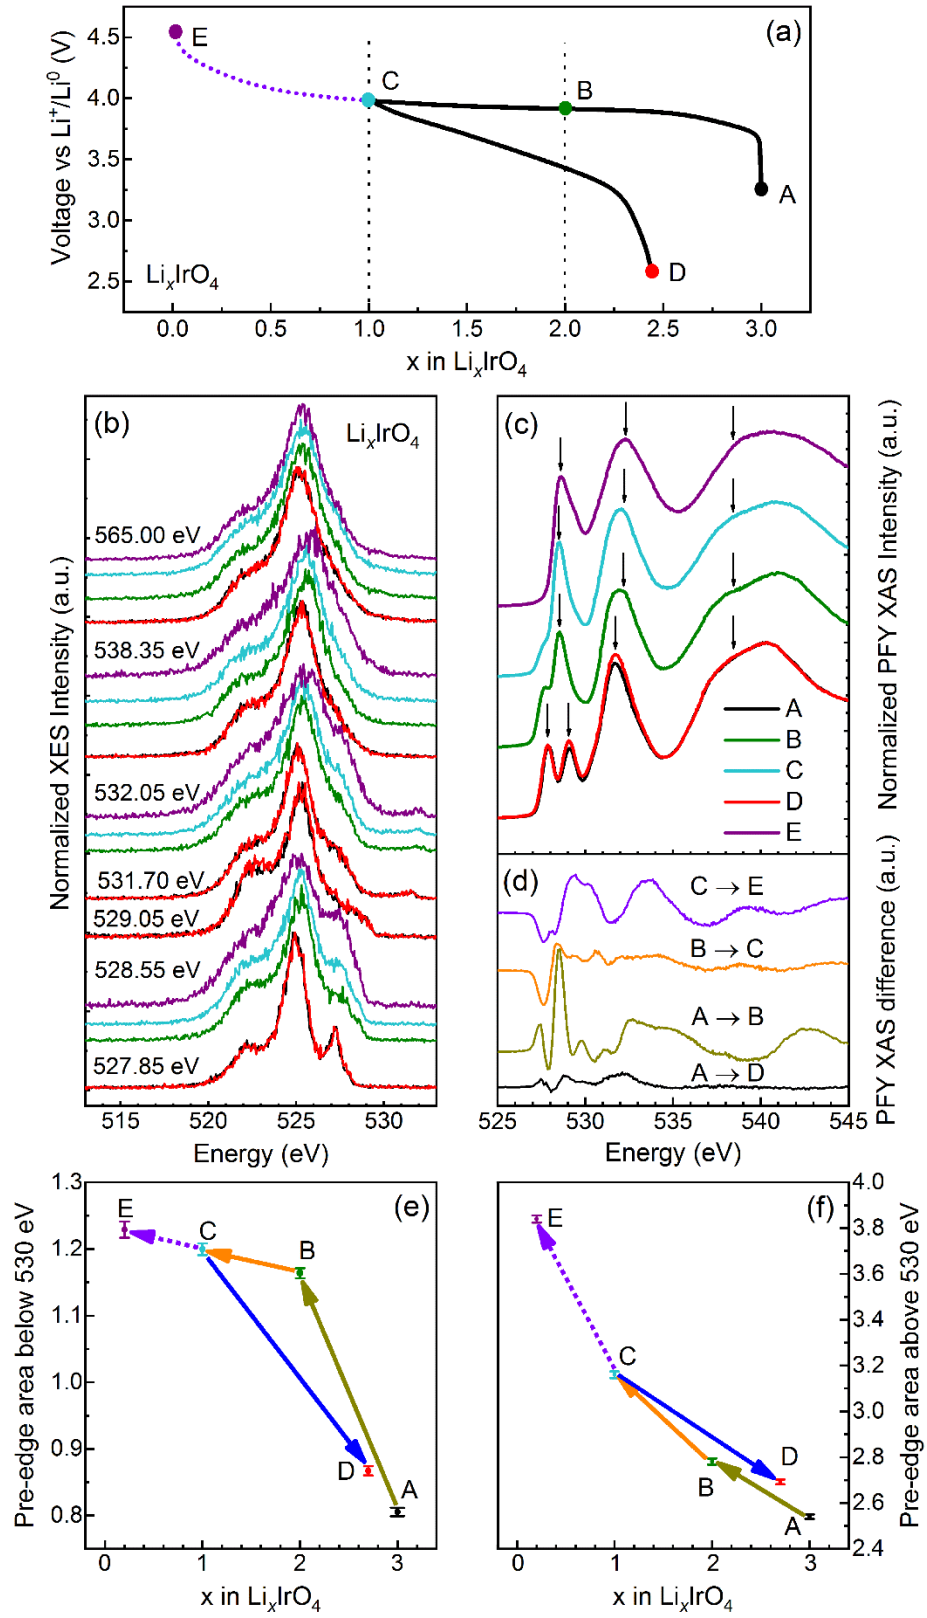 (a)
Voltage vs Li⁺/Li⁰ (V)
4.5
4.0
3.5
3.0
2.5
E
C
B
A
D
LiₓIrO₄
0.0 0.5 1.0 1.5 2.0 2.5 3.0
x in LiₓIrO₄
(b)
LiₓIrO₄
Normalized XES Intensity (a.u.)
565.00 eV
538.35 eV
532.05 eV
531.70 eV
529.05 eV
528.55 eV
527.85 eV
515 520 525 530
Energy (eV)
(c)
Normalized PFY XAS Intensity (a.u.)
A
B
C
D
E
(d)
PFY XAS difference (a.u.)
C → E
B → C
A → B
A → D
525 530 535 540 545
Energy (eV)
(e)
Pre-edge area below 530 eV
1.3
1.2
1.1
1.0
0.9
0.8
E
C
B
D
A
0 1 2 3
x in LiₓIrO₄
(f)
Pre-edge area above 530 eV
4.0
3.8
3.6
3.4
3.2
3.0
2.8
2.6
2.4
E
C
D
B
A
0 1 2 3
x in LiₓIrO₄